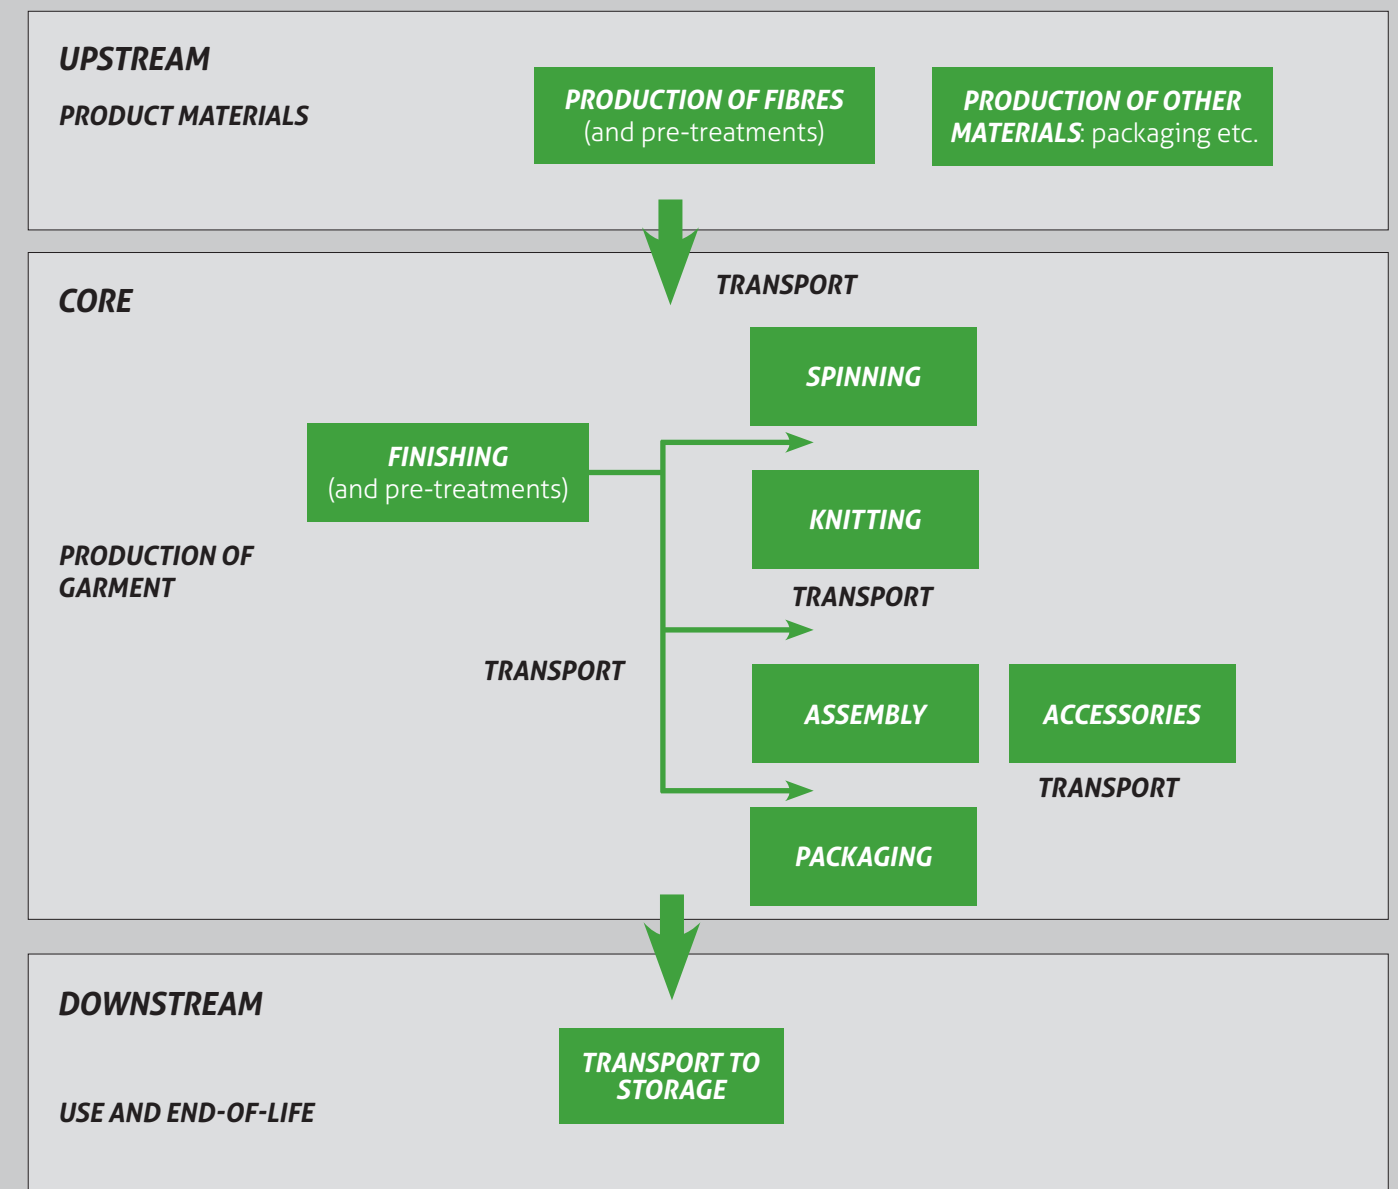 UPSTREAM
PRODUCT MATERIALS
PRODUCTION OF FIBRES
(and pre-treatments)
PRODUCTION OF OTHER
MATERIALS: packaging etc.
CORE
TRANSPORT
SPINNING
FINISHING
(and pre-treatments)
KNITTING
PRODUCTION OF
GARMENT
TRANSPORT
TRANSPORT
ASSEMBLY
ACCESSORIES
TRANSPORT
PACKAGING
DOWNSTREAM
TRANSPORT TO
STORAGE
USE AND END-OF-LIFE